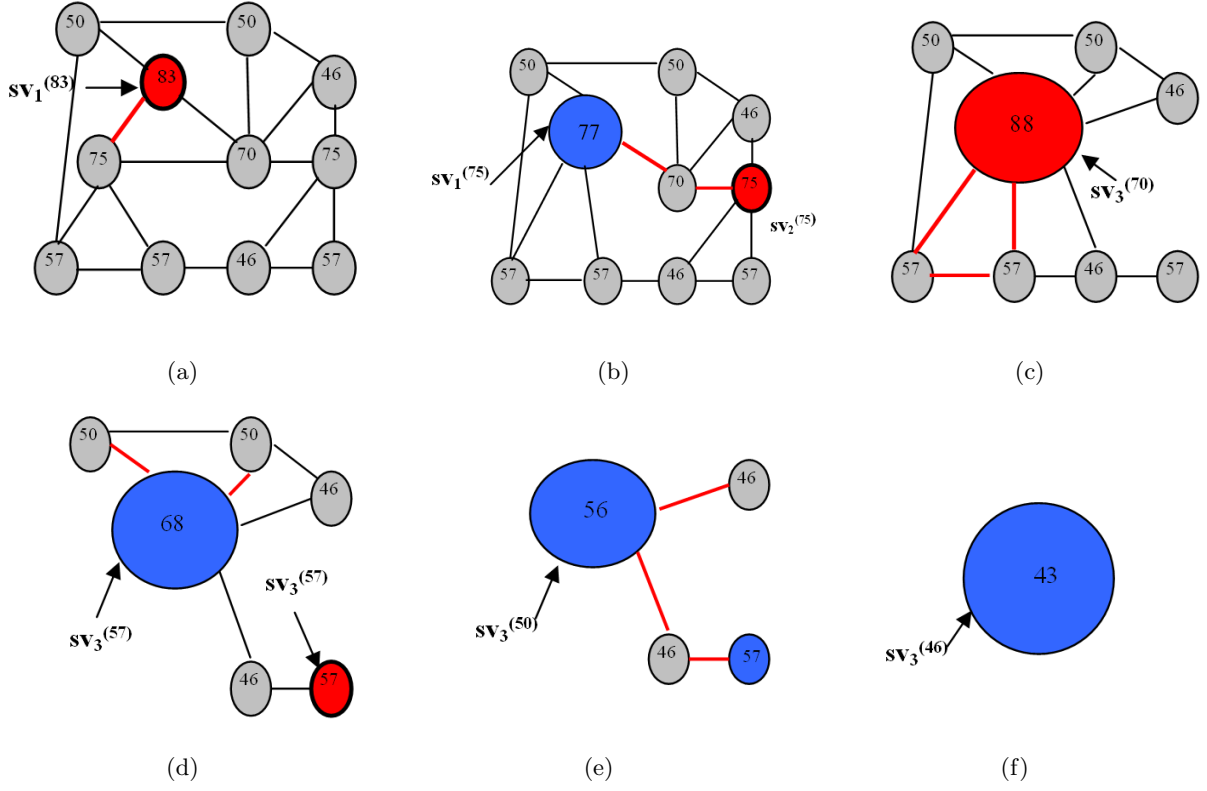 50 50
83 46
sv₁⁽⁸³⁾
75 70 75
57 57 46 57
(a)
50 50
77 46
sv₁⁽⁷⁵⁾ 70 75
sv₂⁽⁷⁵⁾
57 57 46 57
(b)
50 50
46
88
sv₃⁽⁷⁰⁾
57 57 46 57
(c)
50 50
46
68
sv₃⁽⁵⁷⁾
sv₃⁽⁵⁷⁾
46 57
(d)
46
56
sv₃⁽⁵⁰⁾
46 57
(e)
43
sv₃⁽⁴⁶⁾
(f)